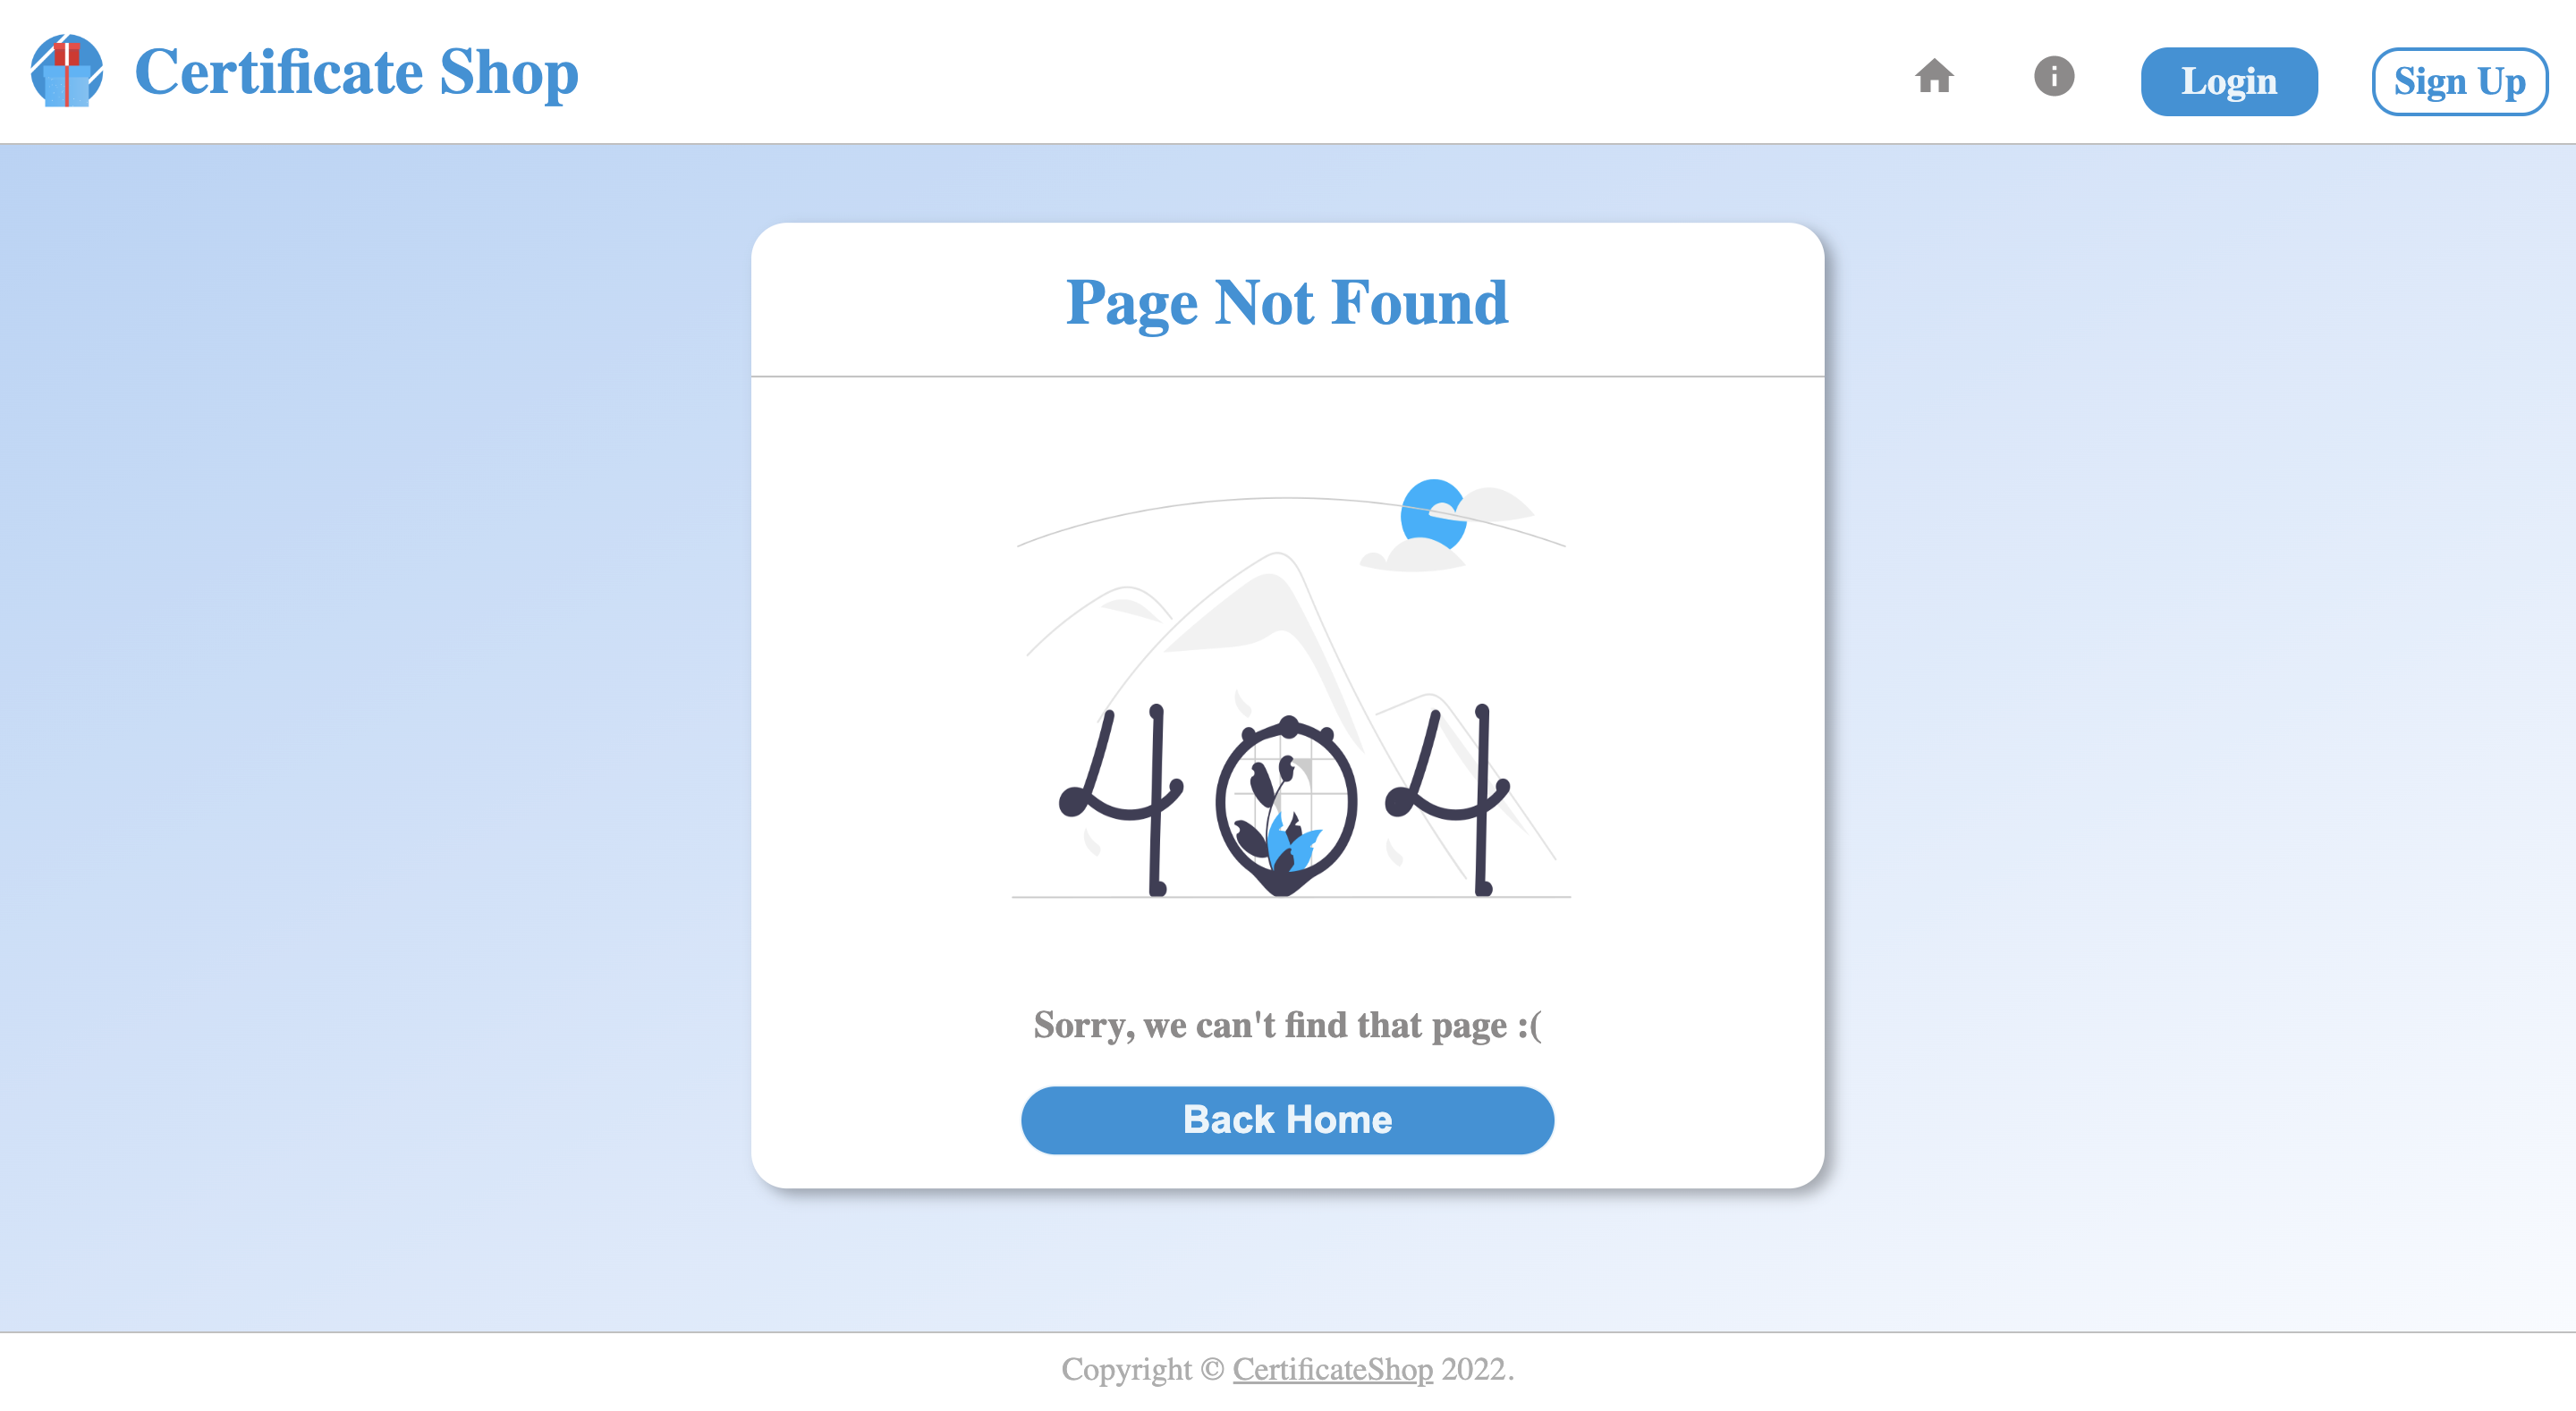 Certificate Shop
Login
Sign Up
Page Not Found
404
Sorry, we can't find that page :(
Back Home
Copyright © CertificateShop 2022.